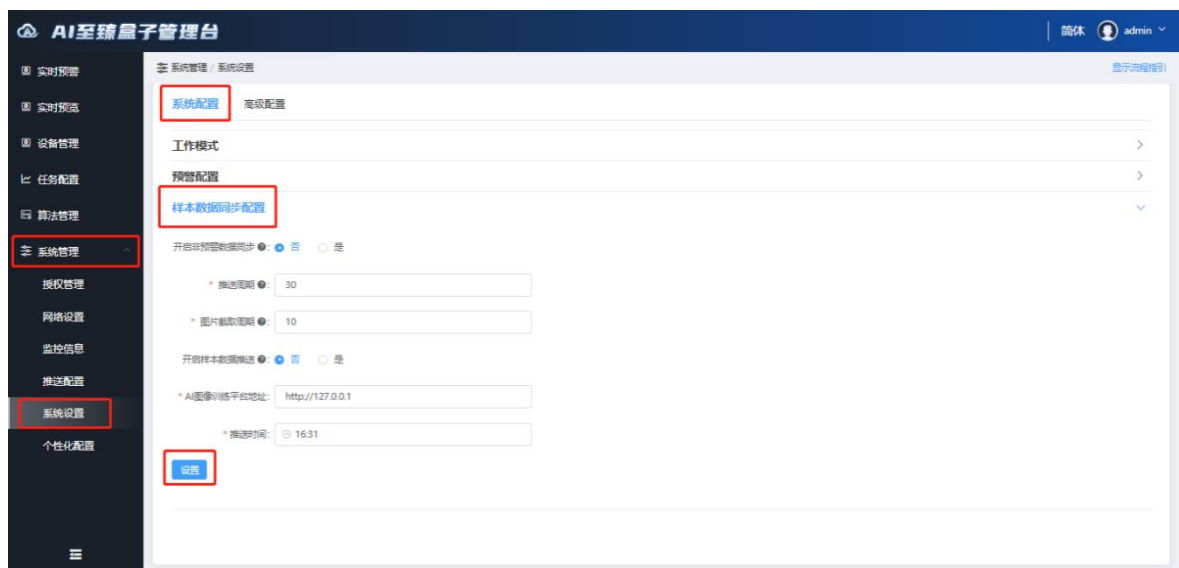 AI至臻盒子管理台
简体 admin
实时预警
实时预览
设备管理
任务配置
算法管理
系统管理
授权管理
网络设置
监控信息
推送配置
系统设置
个性化配置
系统管理 / 系统设置
显示流程指引
系统配置 高级配置
工作模式
预警配置
样本数据同步配置
开启非预警数据同步 : 否 是
* 推送周期 : 30
* 图片截取周期 : 10
开启样本数据推送 : 否 是
* AI图像训练平台地址: http://127.0.0.1
* 推送时间: 16:31
设置